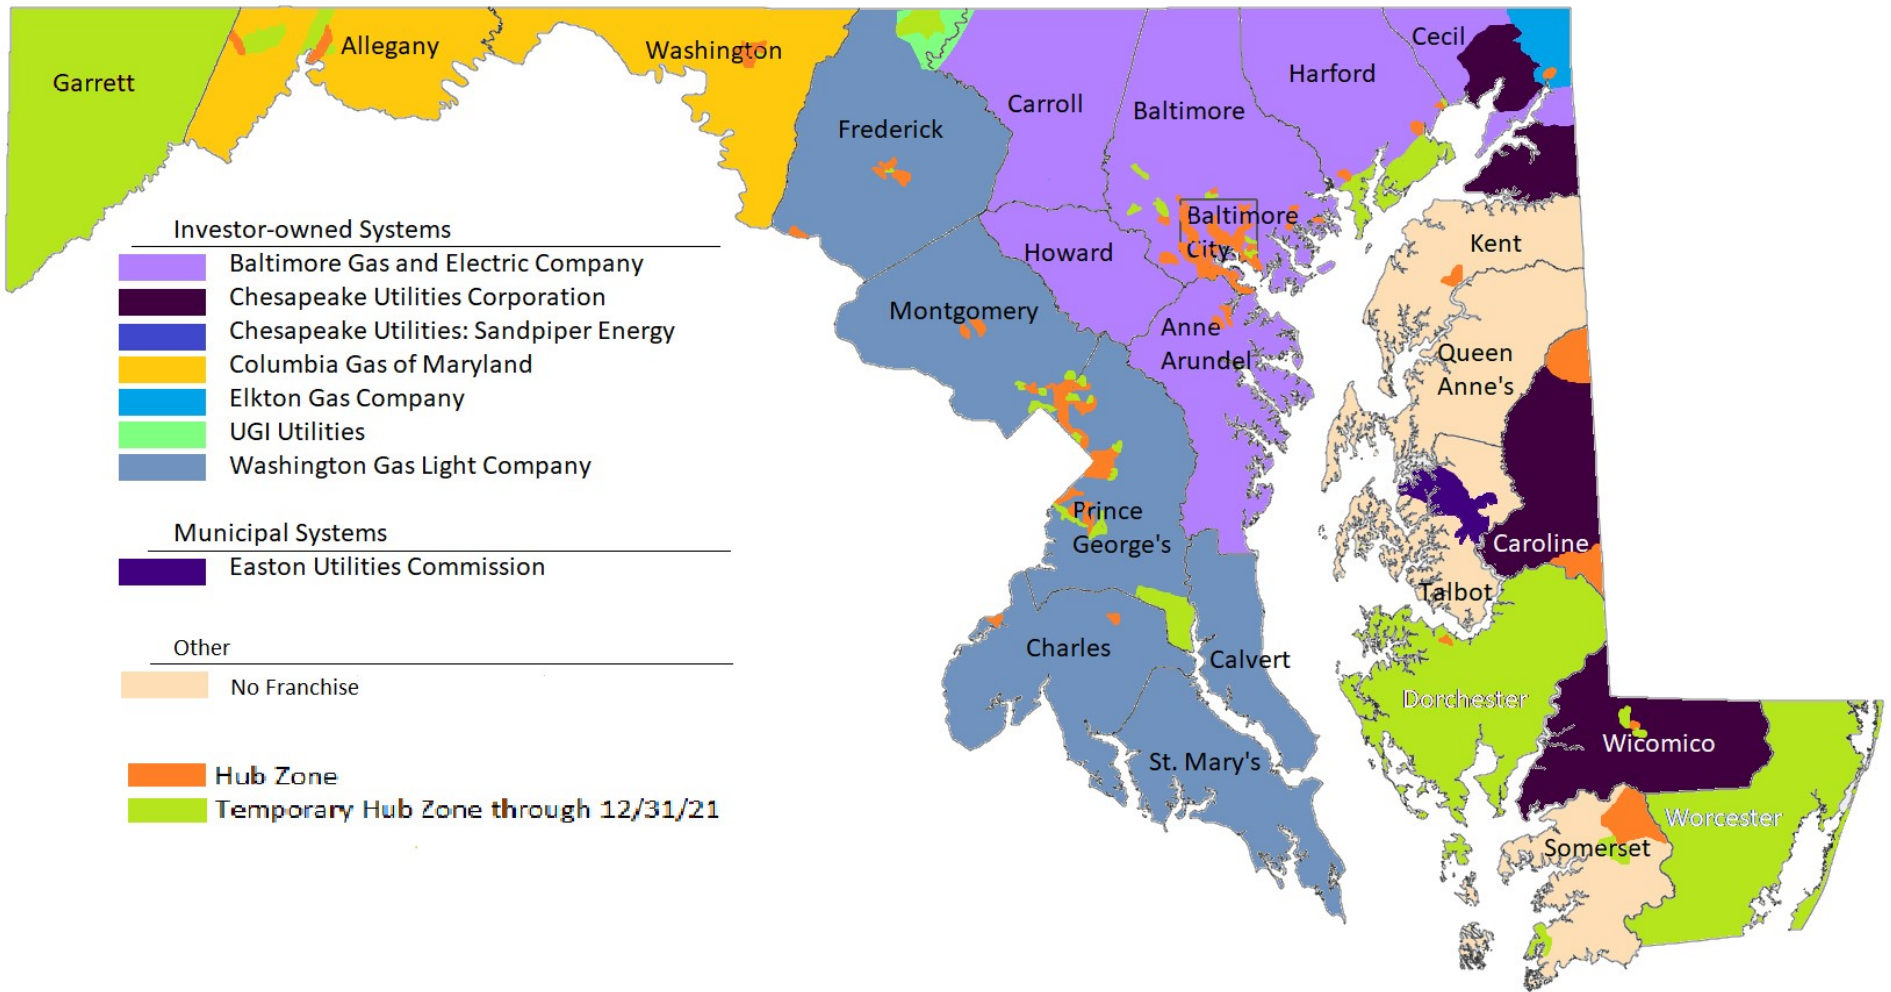 Garrett
Allegany
Washington
Frederick
Carroll
Baltimore
Harford
Cecil
Baltimore
City
Howard
Montgomery
Anne
Arundel
Kent
Queen
Anne's
Prince
George's
Caroline
Talbot
Charles
Calvert
St. Mary's
Dorchester
Wicomico
Worcester
Somerset
Investor-owned Systems
Baltimore Gas and Electric Company
Chesapeake Utilities Corporation
Chesapeake Utilities: Sandpiper Energy
Columbia Gas of Maryland
Elkton Gas Company
UGI Utilities
Washington Gas Light Company
Municipal Systems
Easton Utilities Commission
Other
No Franchise
Hub Zone
Temporary Hub Zone through 12/31/21